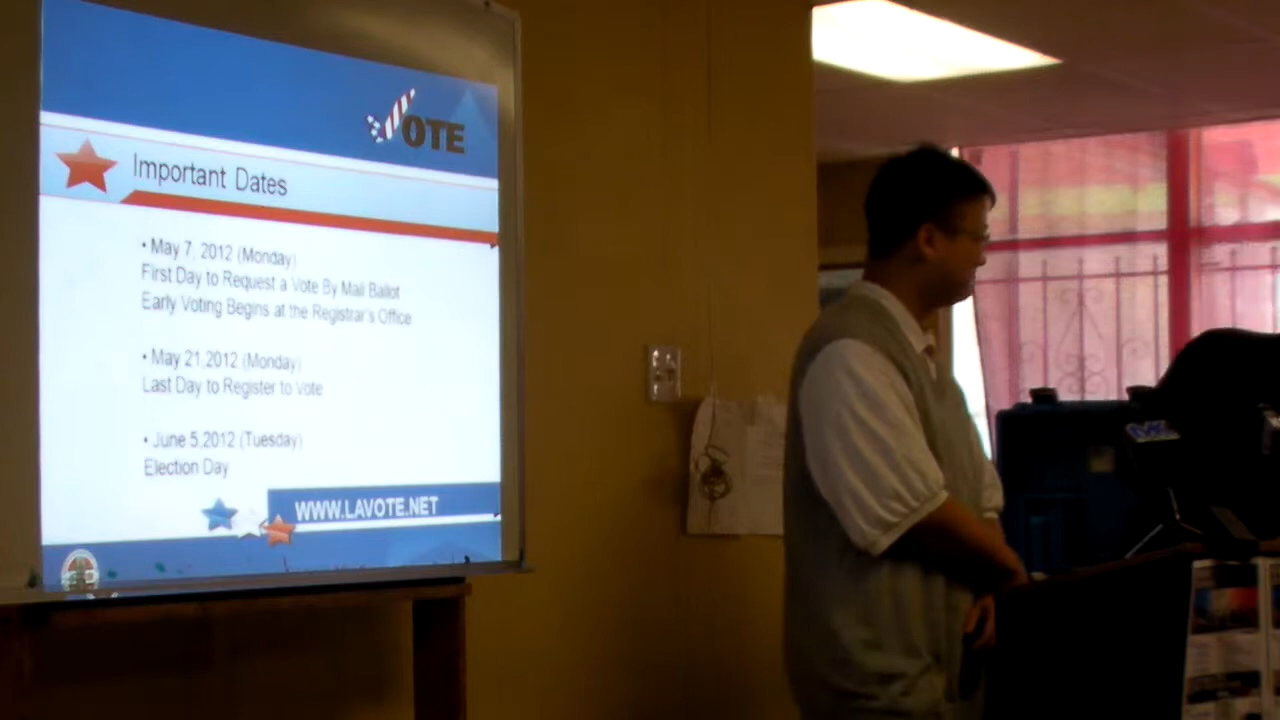 VOTE
Important Dates
• May 7, 2012 (Monday)
First Day to Request a Vote By Mail Ballot
Early Voting Begins at the Registrar's Office
• May 21,2012 (Monday)
Last Day to Register to Vote
• June 5,2012 (Tuesday)
Election Day
WWW.LAVOTE.NET